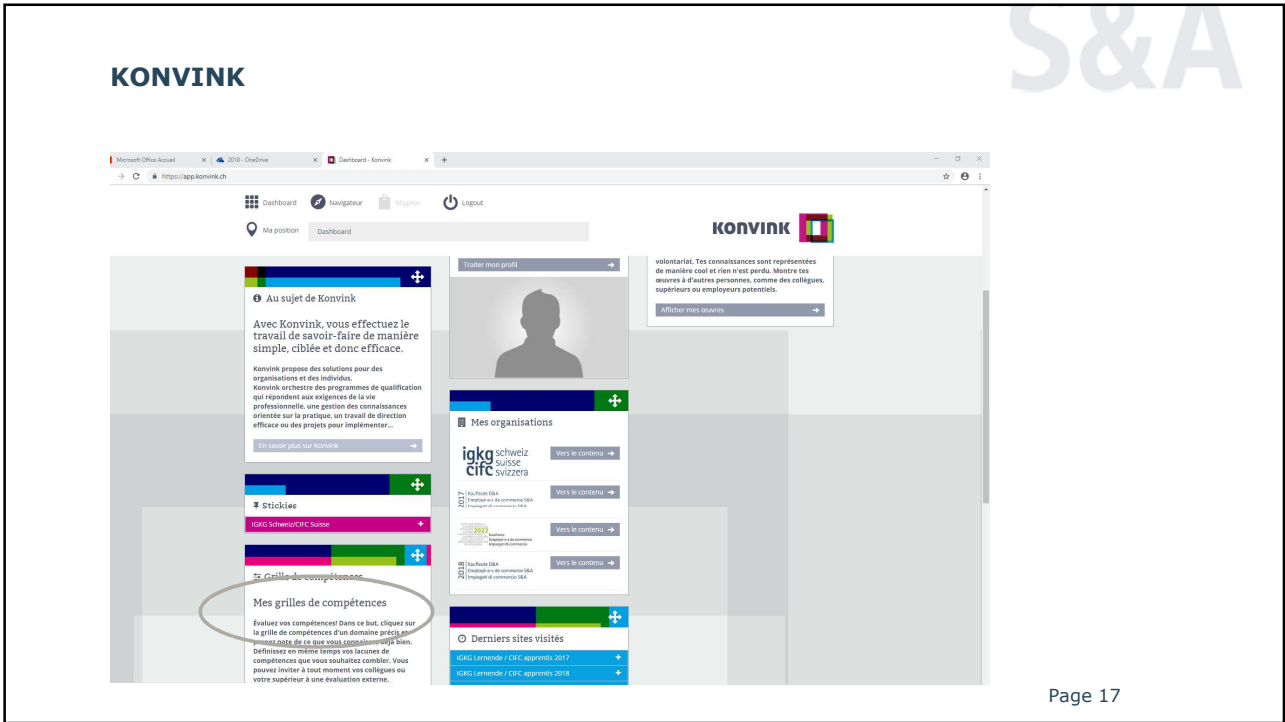 S&A
KONVINK
Microsoft Office Accueil
2018 - OneDrive
Dashboard - Konvink
https://app.konvink.ch
Dashboard
Navigateur
Magasin
Logout
Ma position
Dashboard
KONVINK
Au sujet de Konvink
Avec Konvink, vous effectuez le
travail de savoir-faire de manière
simple, ciblée et donc efficace.
Konvink propose des solutions pour des
organisations et des individus.
Konvink orchestre des programmes de qualification
qui répondent aux exigences de la vie
professionnelle, une gestion des connaissances
orientée sur la pratique, un travail de direction
efficace ou des projets pour implémenter...
En savoir plus sur Konvink
Stickies
IGKG Schweiz/CIFC Suisse
Grille de compétences
Mes grilles de compétences
Évaluez vos compétences! Dans ce but, cliquez sur
la grille de compétences d'un domaine précis et
prenez note de ce que vous connaissez déjà bien.
Définissez en même temps vos lacunes de
compétences que vous souhaitez combler. Vous
pouvez inviter à tout moment vos collègues ou
votre supérieur à une évaluation externe.
Traiter mon profil
Mes organisations
igkg schweiz
suisse
cifc svizzera
Vers le contenu
2017
Kaufleute D&A
Employé-e-s de commerce S&A
Impiegati di commercio S&A
Vers le contenu
2022
Kaufleute
Employé-e-s de commerce
Impiegati di commercio
Vers le contenu
2018
Kaufleute D&A
Employé-e-s de commerce S&A
Impiegati di commercio S&A
Vers le contenu
Derniers sites visités
IGKG Lernende / CIFC apprentis 2017
IGKG Lernende / CIFC apprentis 2018
volontariat. Tes connaissances sont représentées
de manière cool et rien n'est perdu. Montre tes
œuvres à d'autres personnes, comme des collègues,
supérieurs ou employeurs potentiels.
Afficher mes œuvres
Page 17